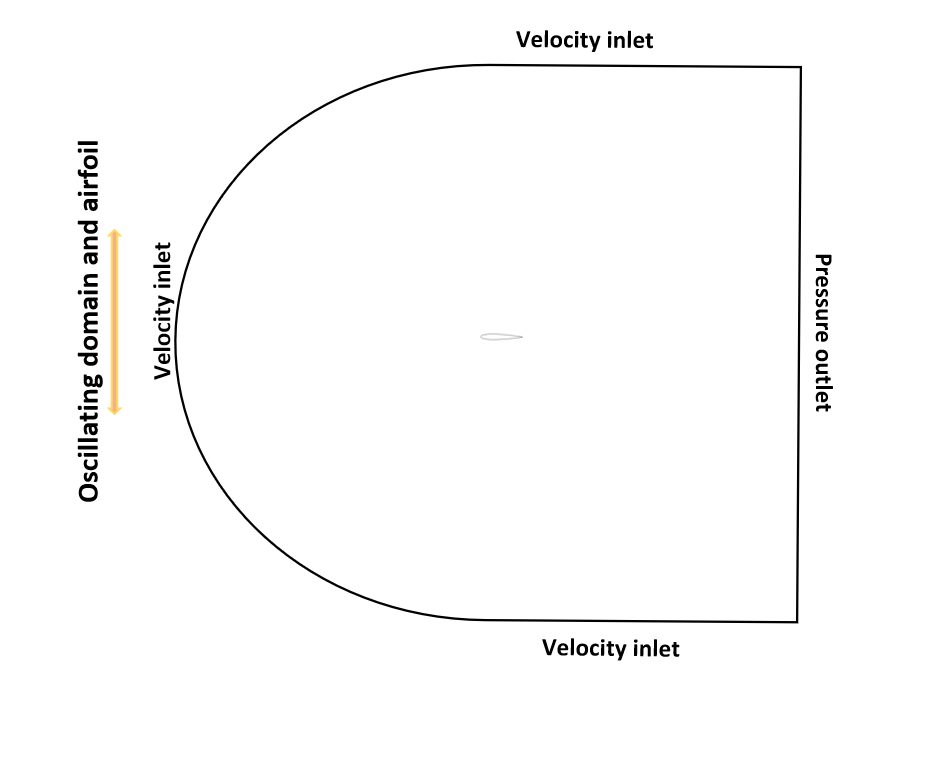 Velocity inlet
Oscillating domain and airfoil
Velocity inlet
Pressure outlet
Velocity inlet